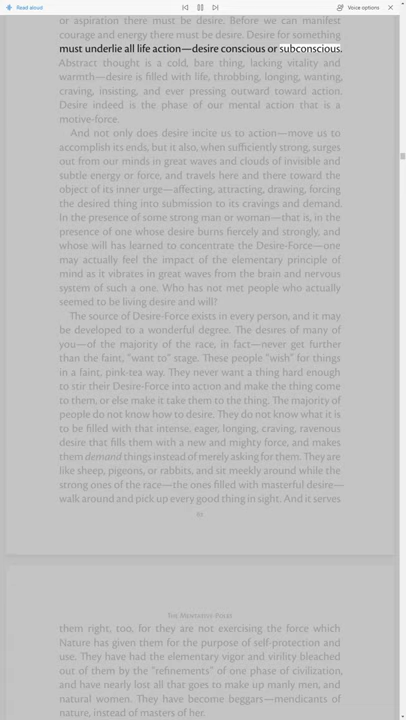 Read aloud
Voice options
or aspiration there must be desire. Before we can manifest
courage and energy there must be desire. Desire for something
must underlie all life action—desire conscious or subconscious.
Abstract thought is a cold, bare thing, lacking vitality and
warmth—desire is filled with life, throbbing, longing, wanting,
craving, insisting, and ever pressing outward toward action.
Desire indeed is the phase of our mental action that is a
motive-force.
And not only does desire incite us to action—move us to
accomplish its ends, but it also, when sufficiently strong, surges
out from our minds in great waves and clouds of invisible and
subtle energy or force, and travels here and there toward the
object of its inner urge—affecting, attracting, drawing, forcing
the desired thing into submission to its cravings and demand.
In the presence of some strong man or woman—that is, in the
presence of one whose desire burns fiercely and strongly, and
whose will has learned to concentrate the Desire-Force—one
may actually feel the impact of the elementary principle of
mind as it vibrates in great waves from the brain and nervous
system of such a one. Who has not met people who actually
seemed to be living desire and will?
The source of Desire-Force exists in every person, and it may
be developed to a wonderful degree. The desires of many of
you—of the majority of the race, in fact—never get further
than the faint, "want to" stage. These people "wish" for things
in a faint, pink-tea way. They never want a thing hard enough
to stir their Desire-Force into action and make the thing come
to them, or else make it take them to the thing. The majority of
people do not know how to desire. They do not know what it is
to be filled with that intense, eager, longing, craving, ravenous
desire that fills them with a new and mighty force, and makes
them demand things instead of merely asking for them. They are
like sheep, pigeons, or rabbits, and sit meekly around while the
strong ones of the race—the ones filled with masterful desire—
walk around and pick up every good thing in sight. And it serves
The Mentative Poles
them right, too, for they are not exercising the force which
Nature has given them for the purpose of self-protection and
use. They have had the elementary vigor and virility bleached
out of them by the "refinements" of one phase of civilization,
and have nearly lost all that goes to make up manly men, and
natural women. They have become beggars—mendicants of
nature, instead of masters of her.